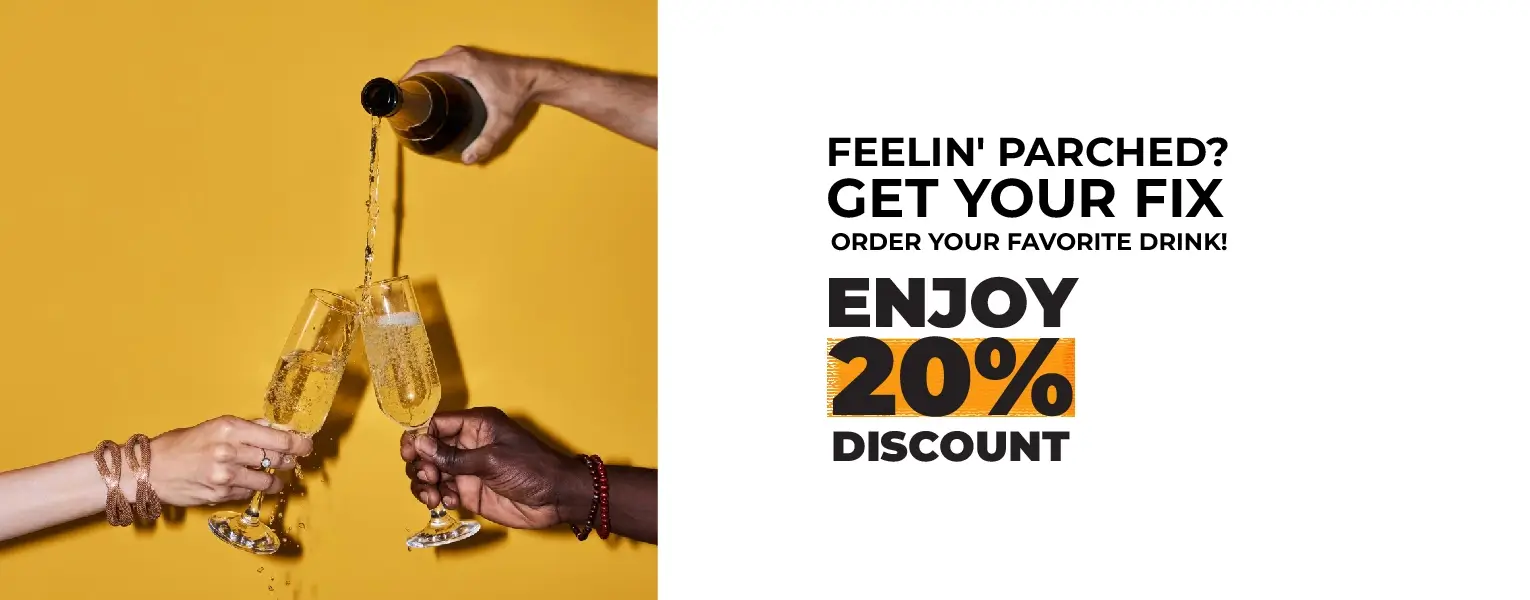 FEELIN' PARCHED?
GET YOUR FIX
ORDER YOUR FAVORITE DRINK!
ENJOY
20%
DISCOUNT